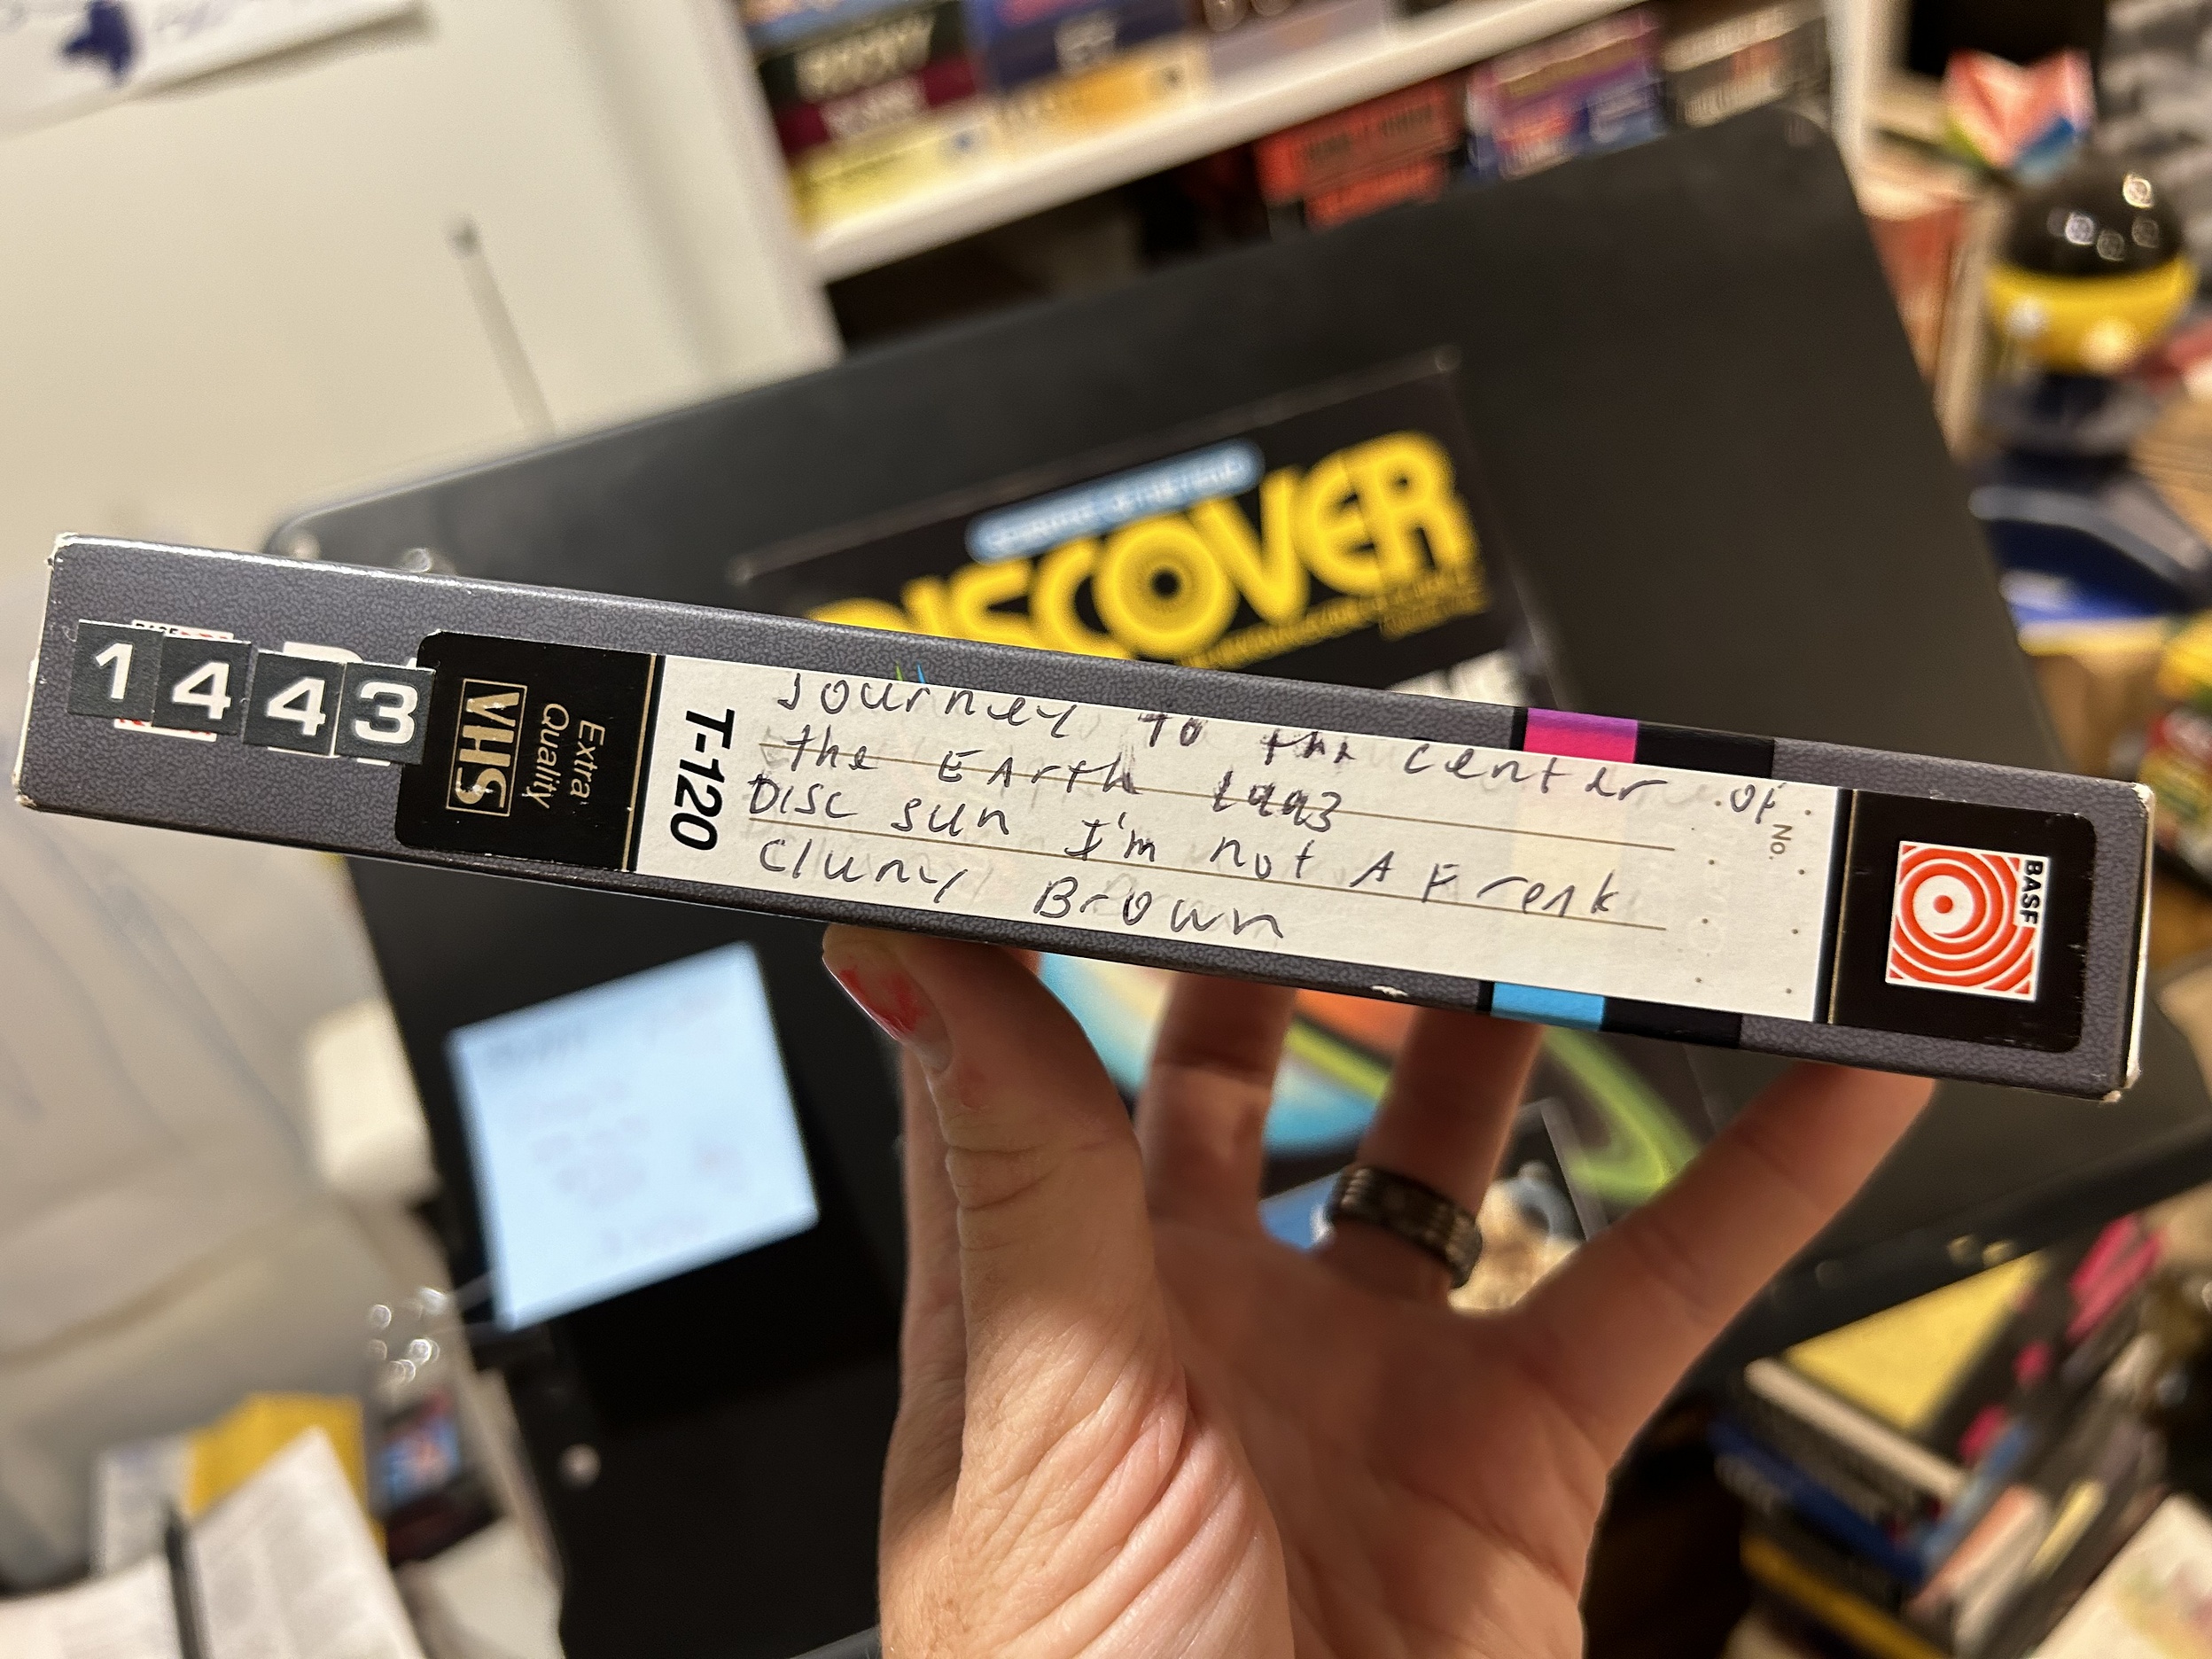 DISCOVER
1443
VHS
Extra
Quality
T-120
Journey to the center of
the EArth 1993
DISC sun I'm not A Freak
Cluny Brown
No.
BASF